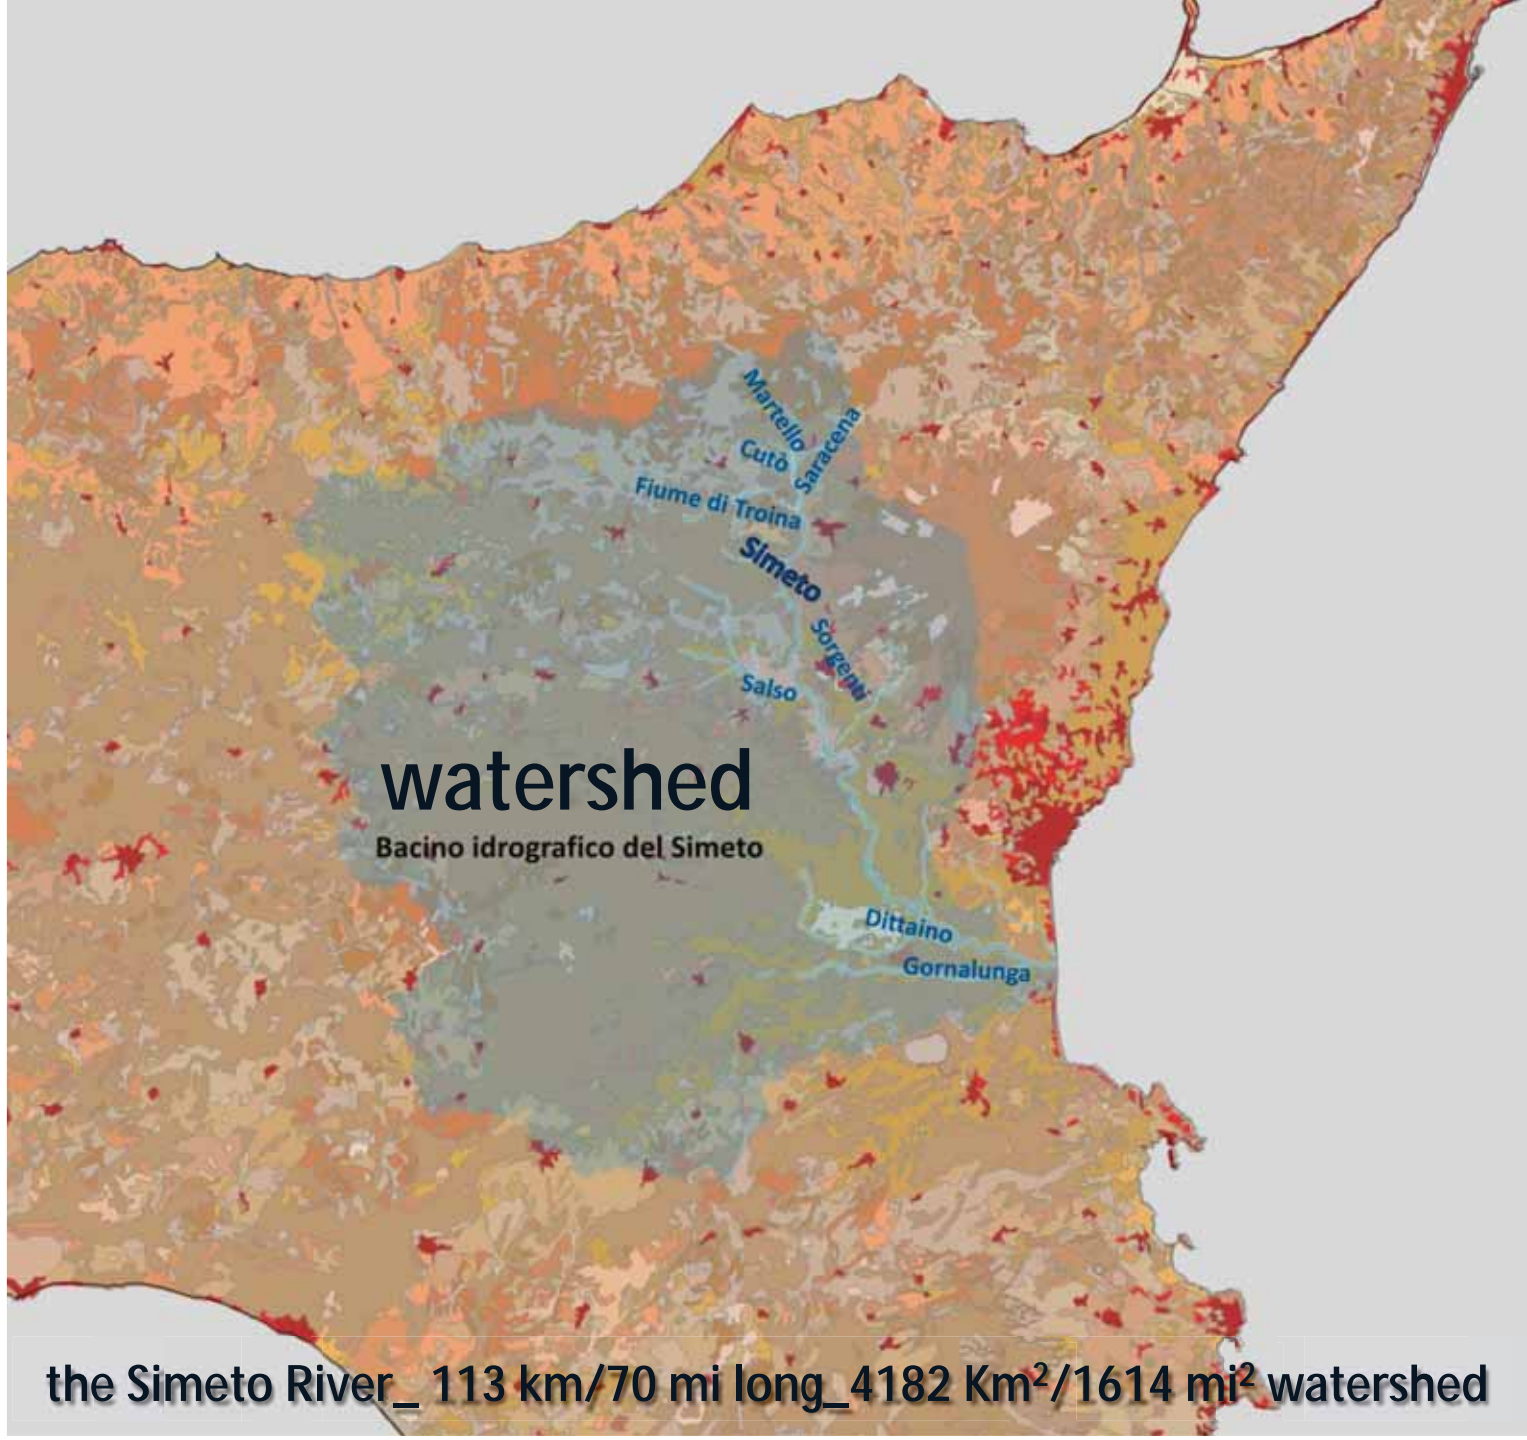 Martello
Saracena
Cutò
Fiume di Troina
Simeto
Sorgenti
Salso
watershed
Bacino idrografico del Simeto
Dittaino
Gornalunga
the Simeto River_ 113 km/70 mi long_4182 Km²/1614 mi² watershed